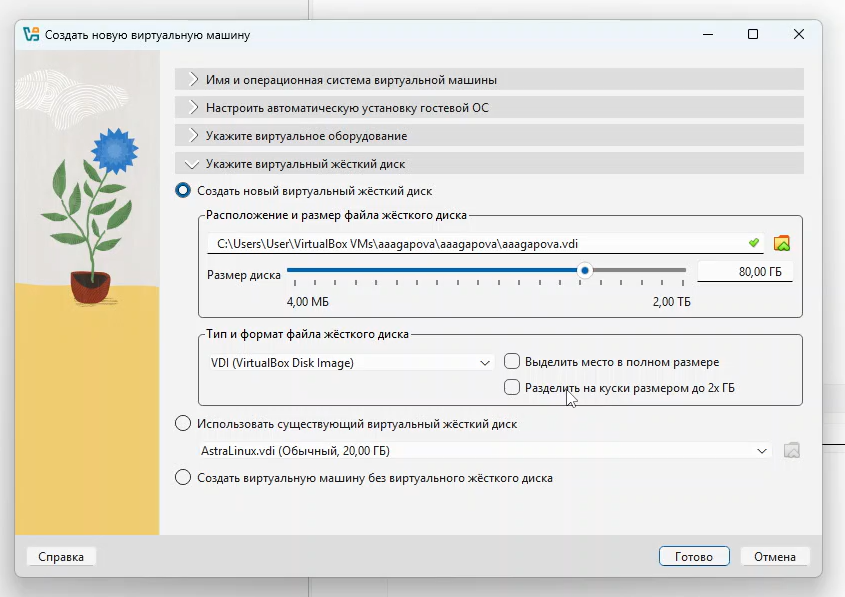 Создать новую виртуальную машину
Имя и операционная система виртуальной машины
Настроить автоматическую установку гостевой ОС
Укажите виртуальное оборудование
Укажите виртуальный жёсткий диск
Создать новый виртуальный жёсткий диск
Расположение и размер файла жёсткого диска
C:\Users\User\VirtualBox VMs\aaagapova\aaagapova\aaagapova.vdi
Размер диска 80,00 ГБ
4,00 МБ 2,00 ТБ
Тип и формат файла жёсткого диска
VDI (VirtualBox Disk Image) Выделить место в полном размере
Разделить на куски размером до 2х ГБ
Использовать существующий виртуальный жёсткий диск
AstraLinux.vdi (Обычный, 20,00 ГБ)
Создать виртуальную машину без виртуального жёсткого диска
Справка Готово Отмена